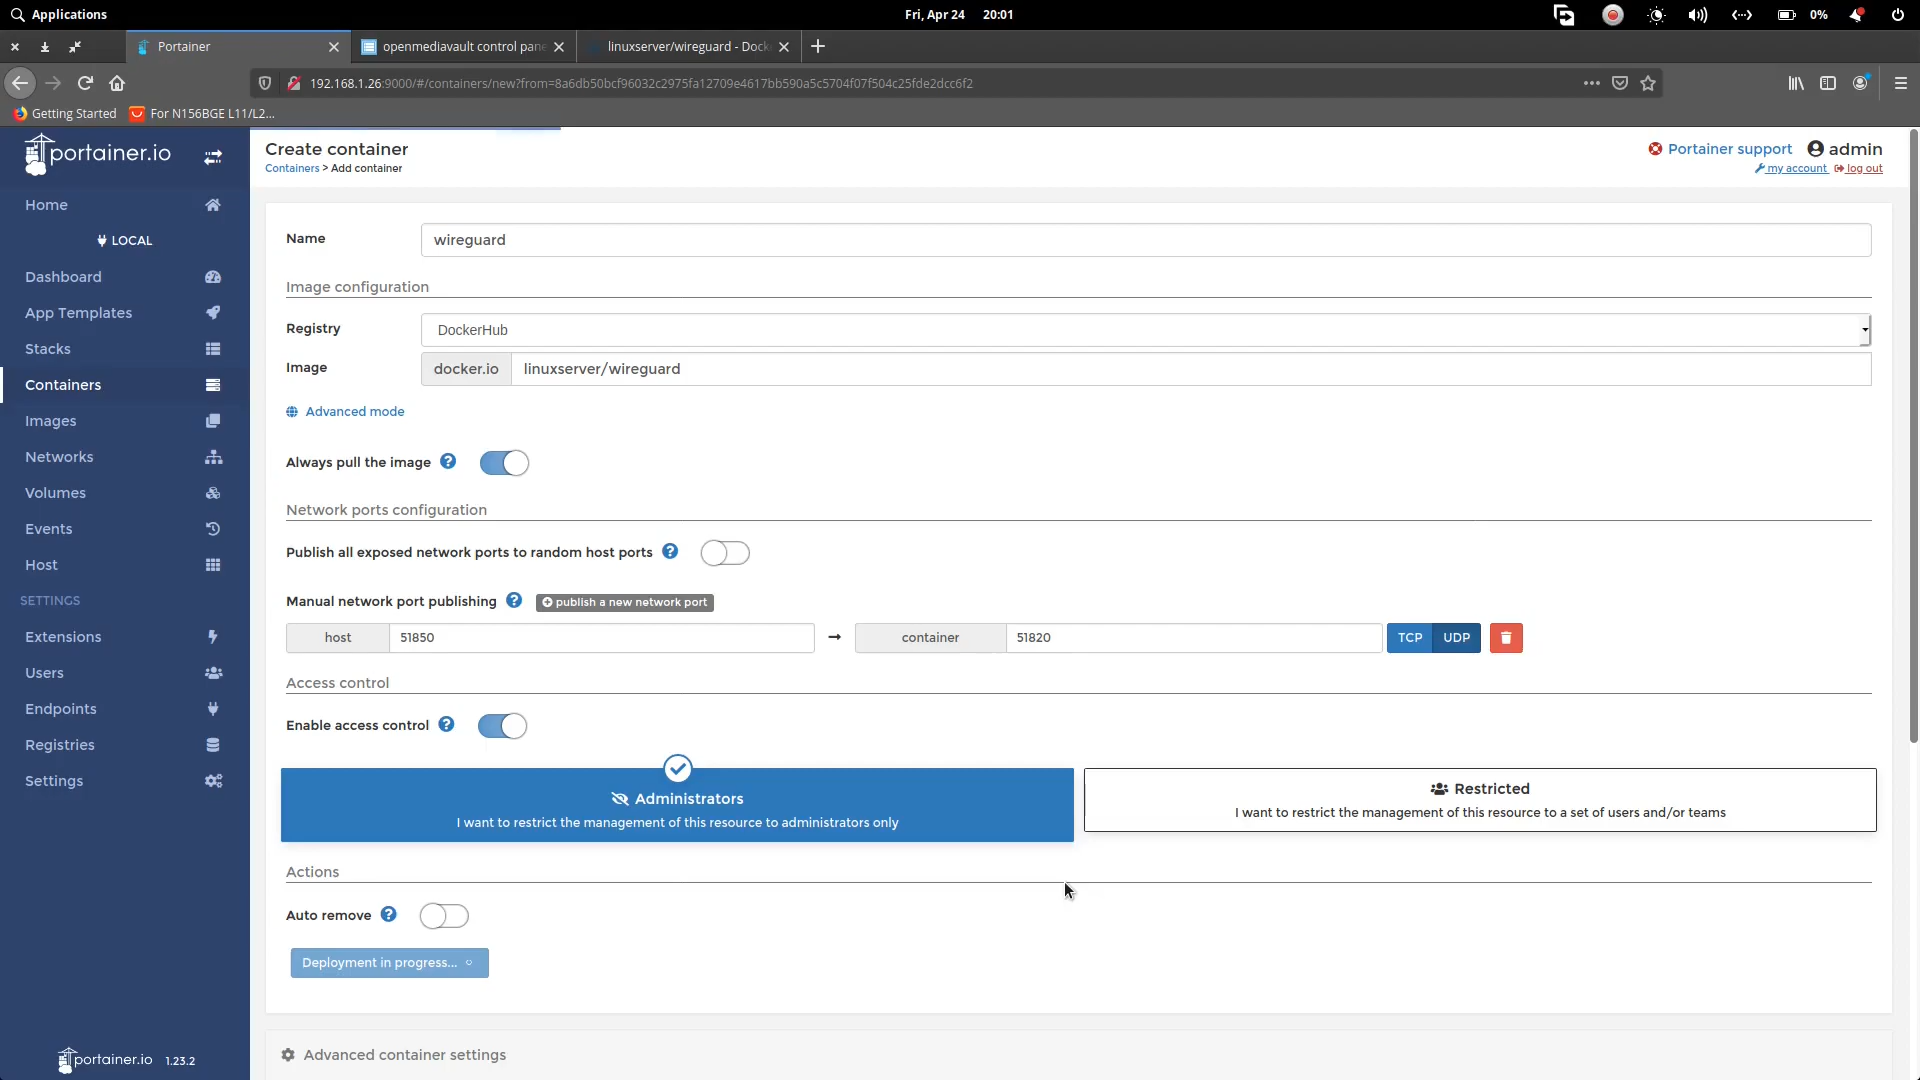 Applications
Fri, Apr 24 20:01
0%
Portainer
openmediavault control pane
linuxserver/wireguard - Dock
192.168.1.26:9000/#/containers/new?from=8a6db50bcf96032c2975fa12709e4617bb590a5c5704f07f504c25fde2dcc6f2
Getting Started
For N156BGE L11/L2...
portainer.io
Home
LOCAL
Dashboard
App Templates
Stacks
Containers
Images
Networks
Volumes
Events
Host
SETTINGS
Extensions
Users
Endpoints
Registries
Settings
portainer.io 1.23.2
Create container
Containers > Add container
Portainer support
admin
my account
log out
Name
wireguard
Image configuration
Registry
DockerHub
Image
docker.io
linuxserver/wireguard
Advanced mode
Always pull the image
Network ports configuration
Publish all exposed network ports to random host ports
Manual network port publishing
publish a new network port
host
51850
container
51820
TCP
UDP
Access control
Enable access control
Administrators
I want to restrict the management of this resource to administrators only
Restricted
I want to restrict the management of this resource to a set of users and/or teams
Actions
Auto remove
Deployment in progress...
Advanced container settings